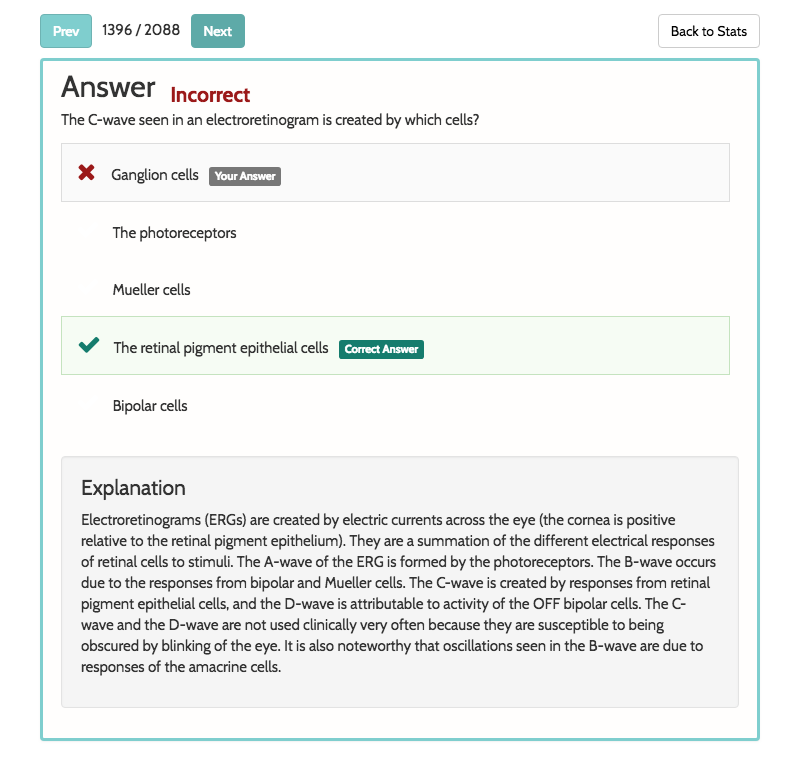 Prev 1396 / 2088 Next Back to Stats
Answer Incorrect
The C-wave seen in an electroretinogram is created by which cells?
Ganglion cells Your Answer
The photoreceptors
Mueller cells
The retinal pigment epithelial cells Correct Answer
Bipolar cells
Explanation
Electroretinograms (ERGs) are created by electric currents across the eye (the cornea is positive
relative to the retinal pigment epithelium). They are a summation of the different electrical responses
of retinal cells to stimuli. The A-wave of the ERG is formed by the photoreceptors. The B-wave occurs
due to the responses from bipolar and Mueller cells. The C-wave is created by responses from retinal
pigment epithelial cells, and the D-wave is attributable to activity of the OFF bipolar cells. The C-
wave and the D-wave are not used clinically very often because they are susceptible to being
obscured by blinking of the eye. It is also noteworthy that oscillations seen in the B-wave are due to
responses of the amacrine cells.